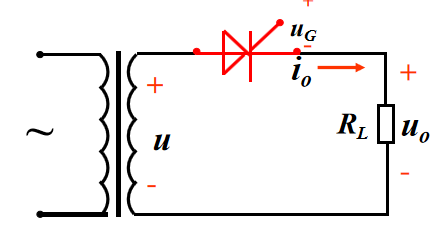 +
u_G
-
i_o
+
+
~
u
R_L
u_o
-
-